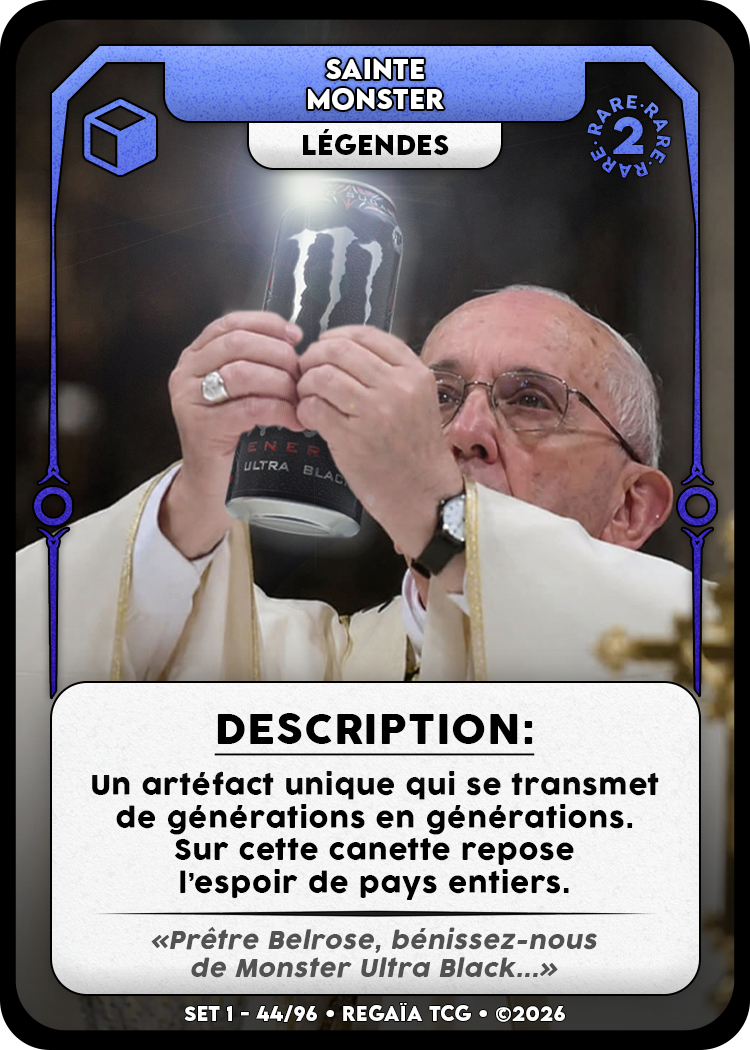 SAINTE
MONSTER
LÉGENDES
RARE·RARE·RARE·
2
ENER
ULTRA BLAC
DESCRIPTION:
Un artéfact unique qui se transmet
de générations en générations.
Sur cette canette repose
l'espoir de pays entiers.
«Prêtre Belrose, bénissez-nous
de Monster Ultra Black...»
SET 1 - 44/96 • REGAÏA TCG • ©2026